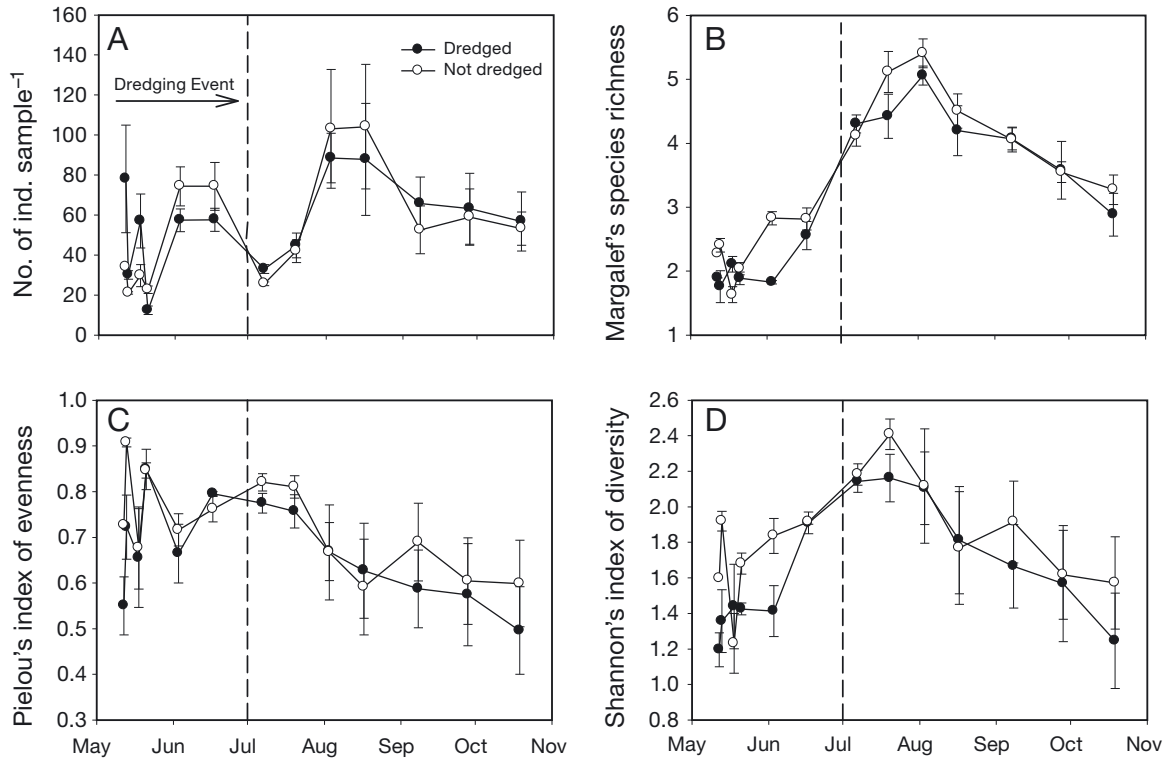 A
No. of ind. sample⁻¹
160
140
120
100
80
60
40
20
0
Dredging Event
Dredged
Not dredged
B
Margalef's species richness
6
5
4
3
2
1
C
Pielou's index of evenness
1.0
0.9
0.8
0.7
0.6
0.5
0.4
0.3
May Jun Jul Aug Sep Oct Nov
D
Shannon's index of diversity
2.6
2.4
2.2
2.0
1.8
1.6
1.4
1.2
1.0
0.8
May Jun Jul Aug Sep Oct Nov